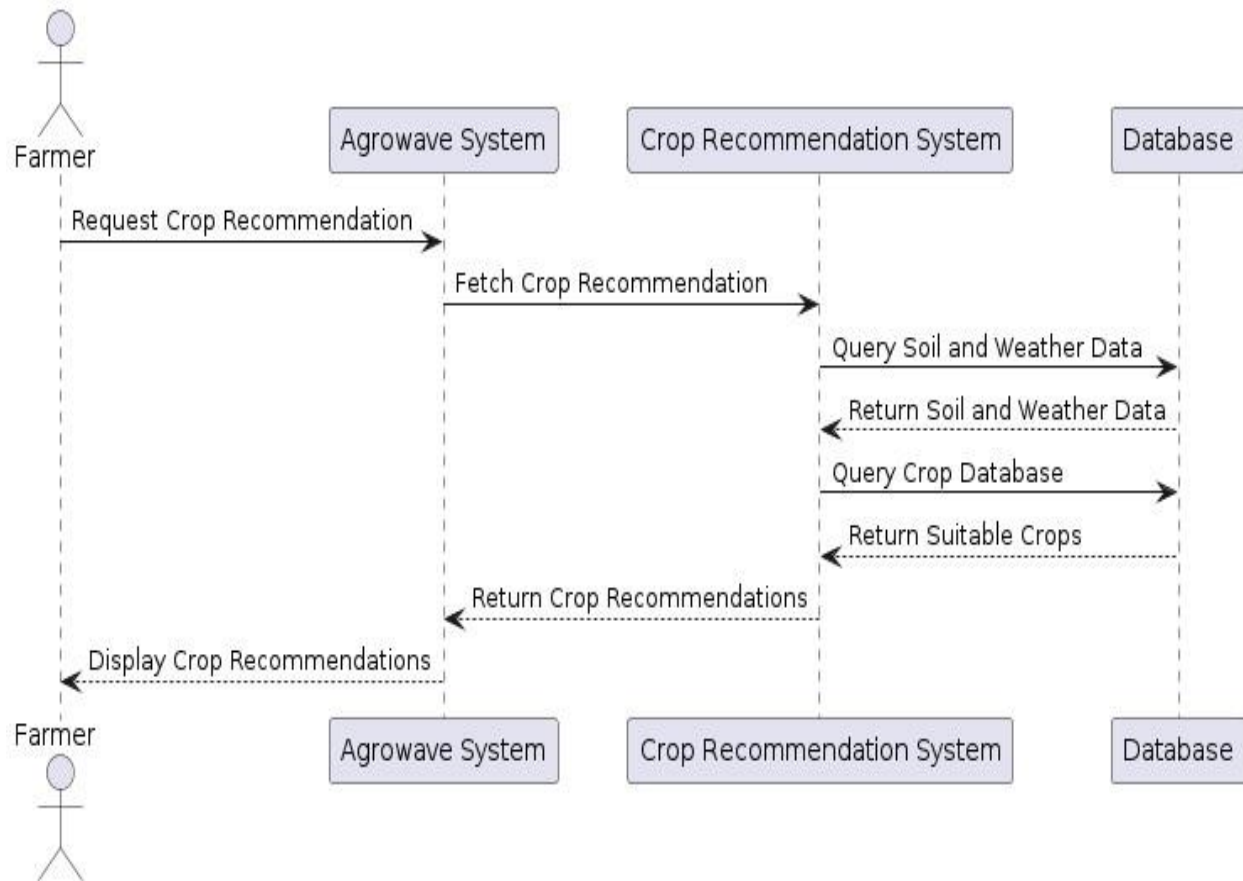 Farmer
Agrowave System
Crop Recommendation System
Database
Request Crop Recommendation
Fetch Crop Recommendation
Query Soil and Weather Data
Return Soil and Weather Data
Query Crop Database
Return Suitable Crops
Return Crop Recommendations
Display Crop Recommendations
Farmer
Agrowave System
Crop Recommendation System
Database